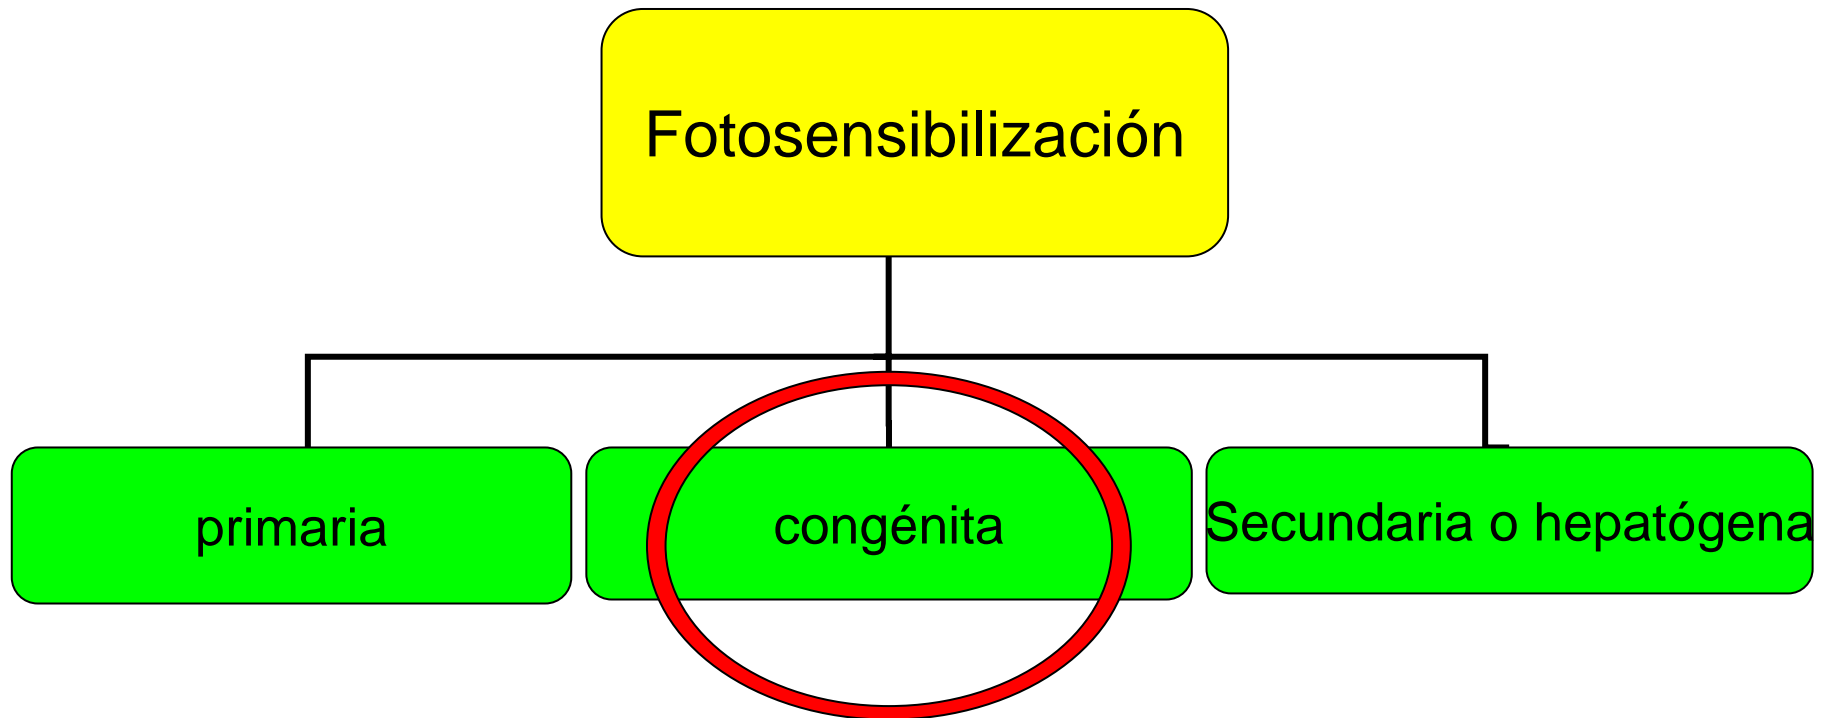 Fotosensibilización
primaria
congénita
Secundaria o hepatógena